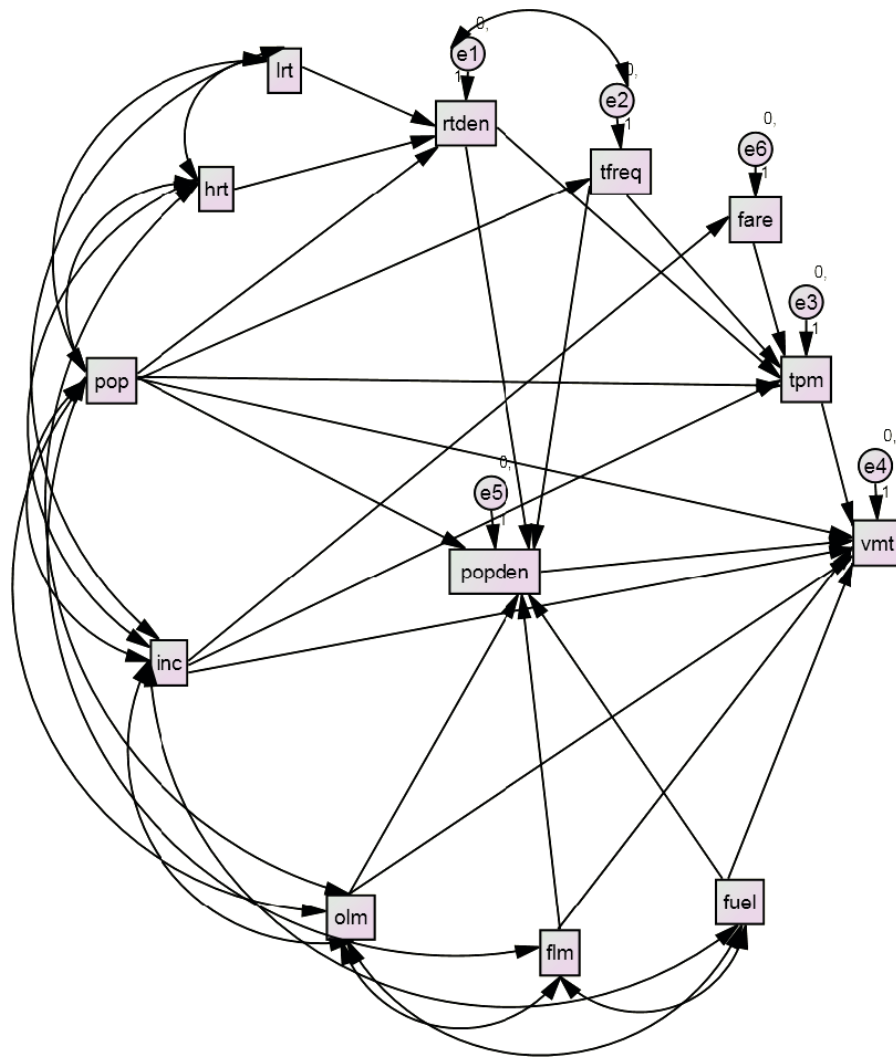 0,
e1
1
lrt
0,
e2
1
rtden
0,
e6
1
tfreq
hrt
fare
0,
e3
1
pop
tpm
0,
e4
1
0,
e5
1
vmt
popden
inc
olm
fuel
flm